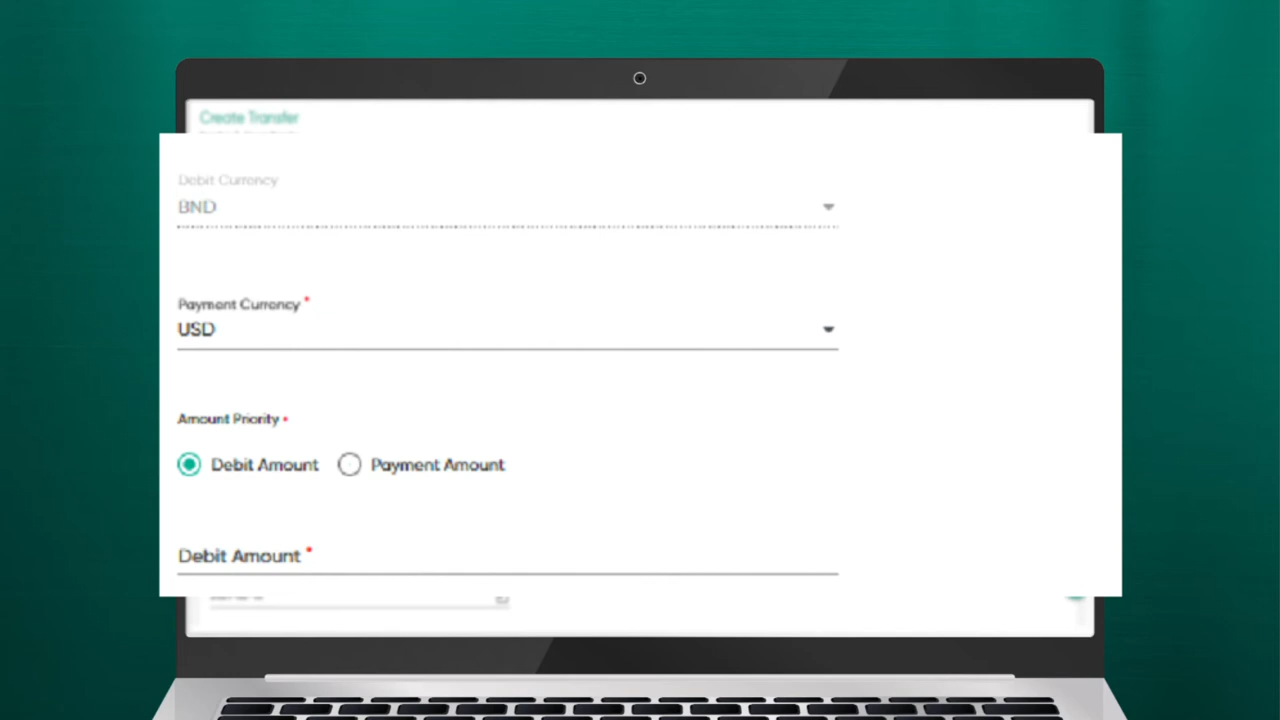 Create Transfer
Debit Currency
BND
Payment Currency *
USD
Amount Priority *
Debit Amount Payment Amount
Debit Amount *